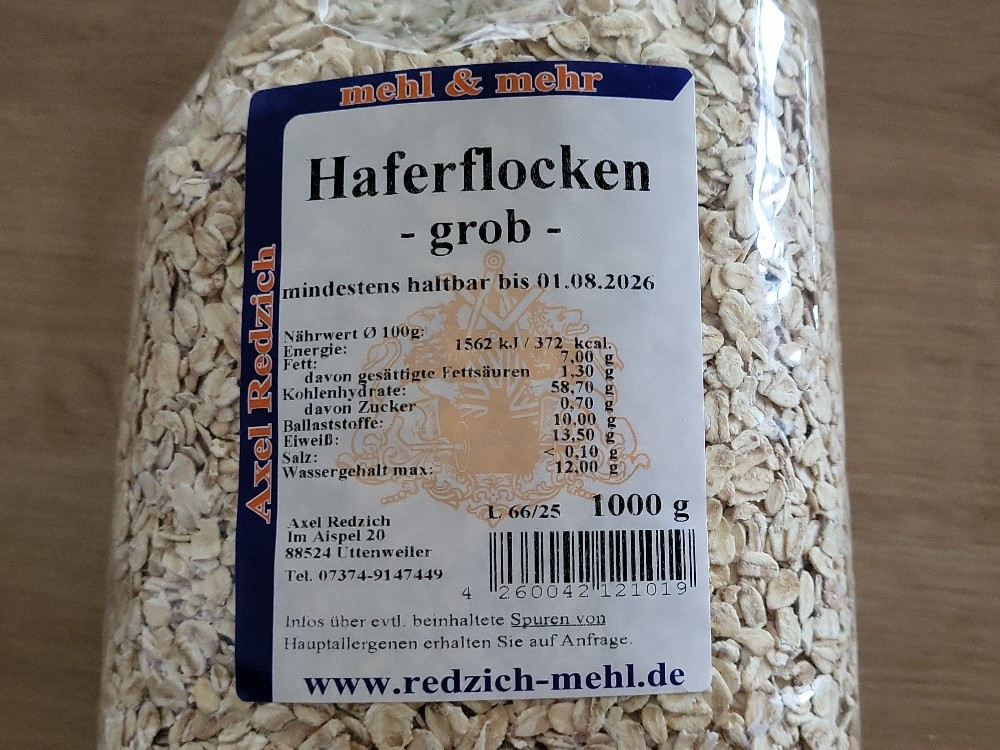 mehl & mehr
Axel Redzich
Haferflocken
- grob -
mindestens haltbar bis 01.08.2026
Nährwert Ø 100g:
Energie: 1562 kJ / 372 kcal.
Fett: 7,00 g
davon gesättigte Fettsäuren 1,30 g
Kohlenhydrate: 58,70 g
davon Zucker 0,70 g
Ballaststoffe: 10,00 g
Eiweiß: 13,50 g
Salz: < 0,10 g
Wassergehalt max: 12,00 g
L 66/25 1000 g
Axel Redzich
Im Aispel 20
88524 Uttenweiler
Tel. 07374-9147449
4 260042 121019
Infos über evtl. beinhaltete Spuren von
Hauptallergenen erhalten Sie auf Anfrage.
www.redzich-mehl.de